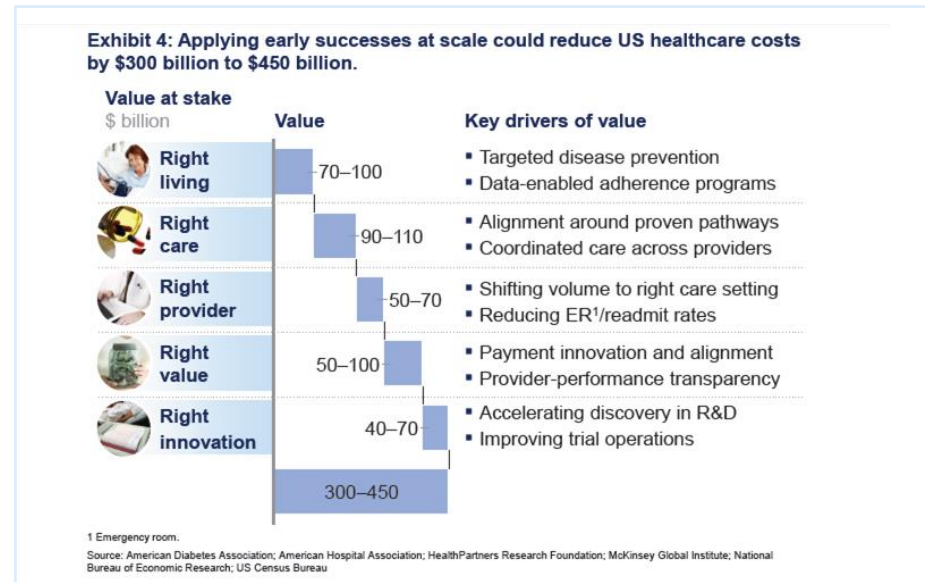 Exhibit 4: Applying early successes at scale could reduce US healthcare costs
by $300 billion to $450 billion.
Value at stake
$ billion
Value
Key drivers of value
Right
living
70–100
▪ Targeted disease prevention
▪ Data-enabled adherence programs
Right
care
90–110
▪ Alignment around proven pathways
▪ Coordinated care across providers
Right
provider
50–70
▪ Shifting volume to right care setting
▪ Reducing ER¹/readmit rates
Right
value
50–100
▪ Payment innovation and alignment
▪ Provider-performance transparency
Right
innovation
40–70
▪ Accelerating discovery in R&D
▪ Improving trial operations
300–450
1 Emergency room.
Source: American Diabetes Association; American Hospital Association; HealthPartners Research Foundation; McKinsey Global Institute; National
Bureau of Economic Research; US Census Bureau